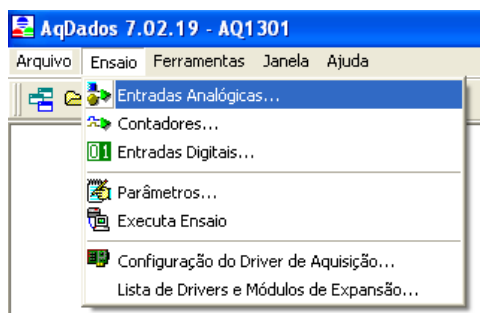 AqDados 7.02.19 - AQ1301
Arquivo Ensaio Ferramentas Janela Ajuda
Entradas Analógicas...
Contadores...
01 Entradas Digitais...
Parâmetros...
Executa Ensaio
Configuração do Driver de Aquisição...
Lista de Drivers e Módulos de Expansão...